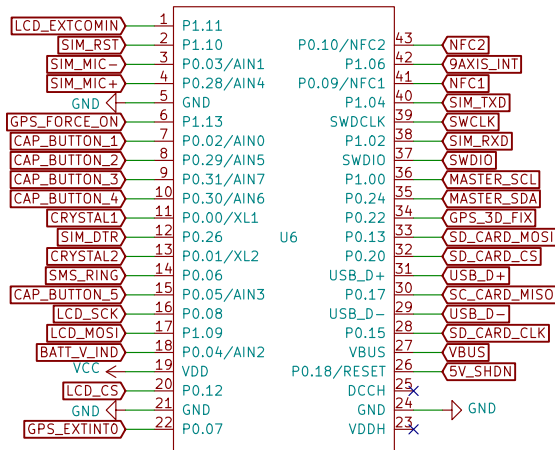 LCD_EXTCOMIN 1 P1.11
SIM_RST 2 P1.10 P0.10/NFC2 43 NFC2
SIM_MIC- 3 P0.03/AIN1 P1.06 42 9AXIS_INT
SIM_MIC+ 4 P0.28/AIN4 P0.09/NFC1 41 NFC1
GND 5 GND P1.04 40 SIM_TXD
GPS_FORCE_ON 6 P1.13 SWDCLK 39 SWCLK
CAP_BUTTON_1 7 P0.02/AIN0 P1.02 38 SIM_RXD
CAP_BUTTON_2 8 P0.29/AIN5 SWDIO 37 SWDIO
CAP_BUTTON_3 9 P0.31/AIN7 P1.00 36 MASTER_SCL
CAP_BUTTON_4 10 P0.30/AIN6 P0.24 35 MASTER_SDA
CRYSTAL1 11 P0.00/XL1 P0.22 34 GPS_3D_FIX
SIM_DTR 12 P0.26 U6 P0.13 33 SD_CARD_MOSI
CRYSTAL2 13 P0.01/XL2 P0.20 32 SD_CARD_CS
SMS_RING 14 P0.06 USB_D+ 31 USB_D+
CAP_BUTTON_5 15 P0.05/AIN3 P0.17 30 SC_CARD_MISO
LCD_SCK 16 P0.08 USB_D- 29 USB_D-
LCD_MOSI 17 P1.09 P0.15 28 SD_CARD_CLK
BATT_V_IND 18 P0.04/AIN2 VBUS 27 VBUS
VCC 19 VDD P0.18/RESET 26 5V_SHDN
LCD_CS 20 P0.12 DCCH 25
GND 21 GND GND 24 GND
GPS_EXTINT0 22 P0.07 VDDH 23